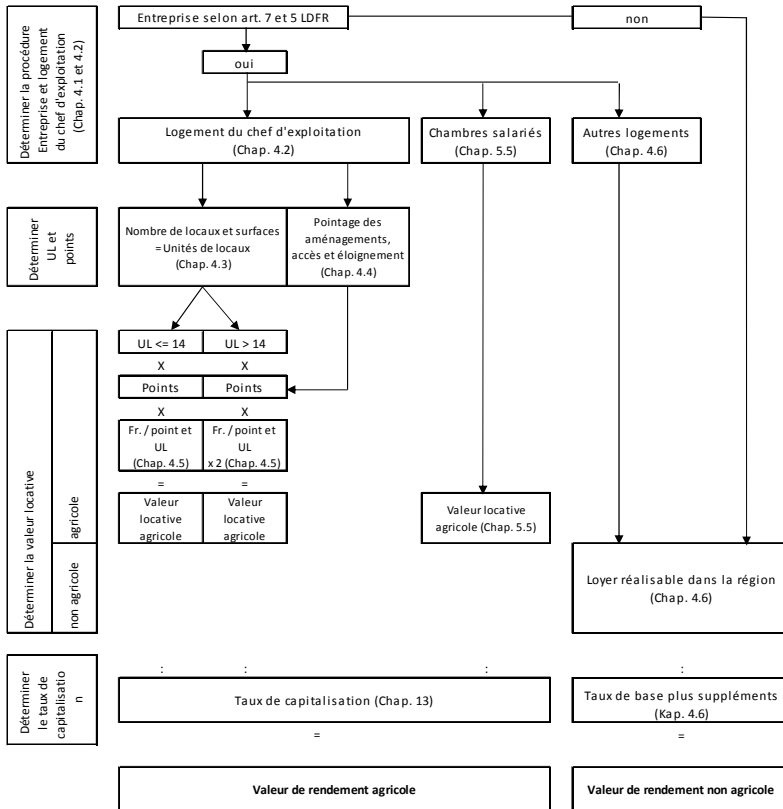 Entreprise selon art. 7 et 5 LDFR
non
oui
Déterminer la procédure
Entreprise et logement
du chef d'exploitation
(Chap. 4.1 et 4.2)
Logement du chef d'exploitation
(Chap. 4.2)
Chambres salariés
(Chap. 5.5)
Autres logements
(Chap. 4.6)
Déterminer
UL et
points
Nombre de locaux et surfaces
=Unités de locaux
(Chap. 4.3)
Pointage des
aménagements,
accès et éloignement
(Chap. 4.4)
Déterminer la valeur locative
agricole
non agricole
UL <= 14
UL > 14
X
X
Points
Points
X
X
Fr. / point et
UL
(Chap. 4.5)
Fr. / point et
UL
x 2 (Chap. 4.5)
=
=
Valeur
locative
agricole
Valeur
locative
agricole
Valeur locative
agricole (Chap. 5.5)
Loyer réalisable dans la région
(Chap. 4.6)
Déterminer
le taux de
capitalisatio
n
:
:
:
:
Taux de capitalisation (Chap. 13)
Taux de base plus suppléments
(Kap. 4.6)
=
=
Valeur de rendement agricole
Valeur de rendement non agricole